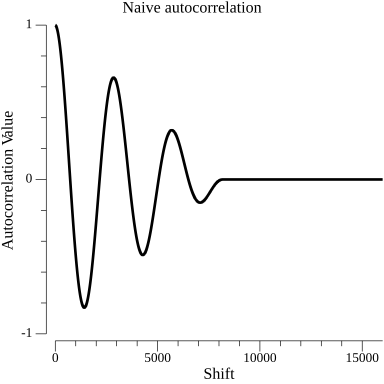 Naive autocorrelation
1
0
-1
Autocorrelation Value
0 5000 10000 15000
Shift